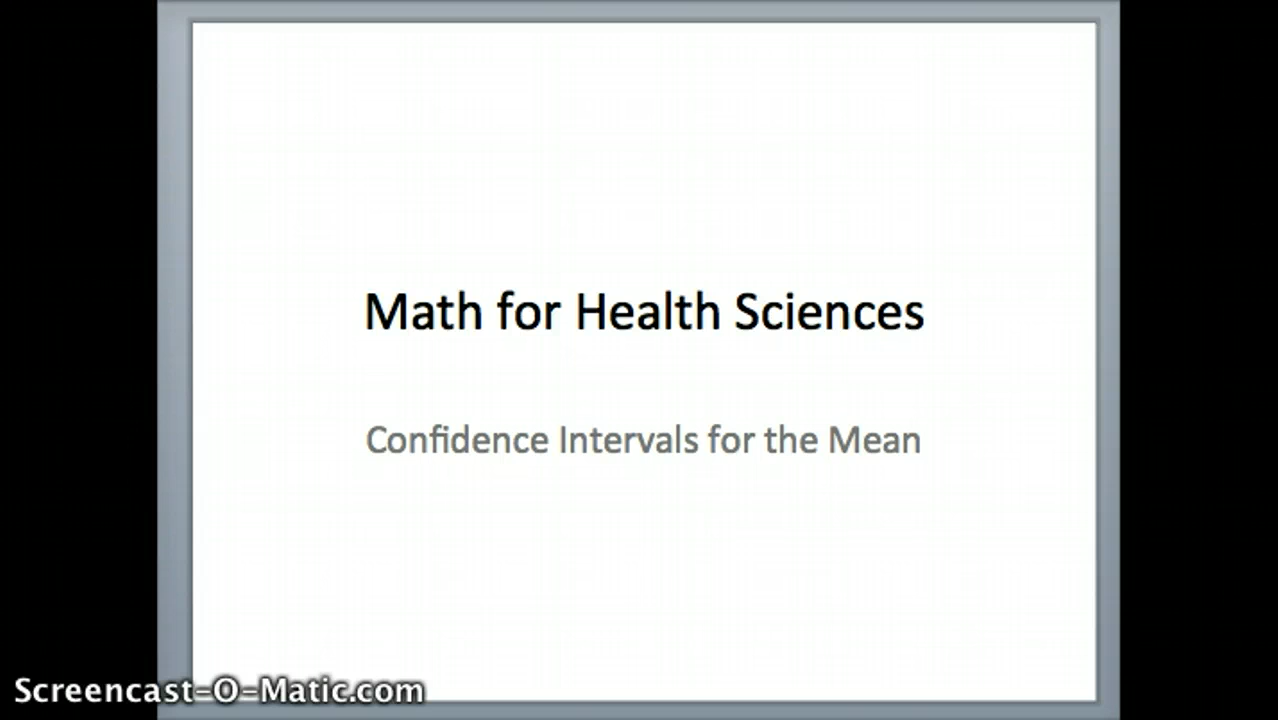 Math for Health Sciences
Confidence Intervals for the Mean
Screencast-O-Matic.com